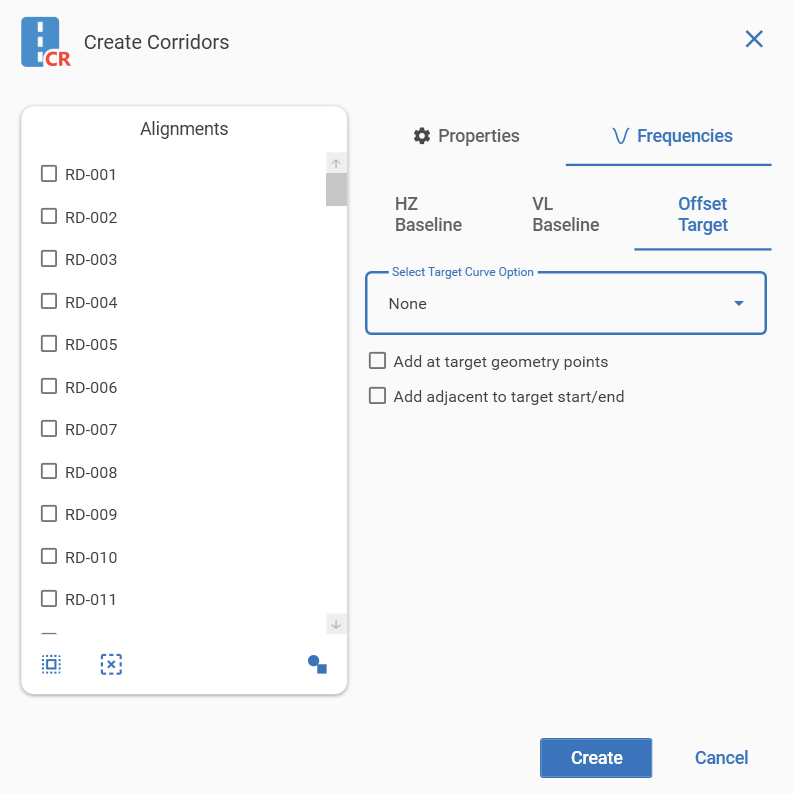 CR
Create Corridors
Alignments
RD-001
RD-002
RD-003
RD-004
RD-005
RD-006
RD-007
RD-008
RD-009
RD-010
RD-011
Properties
Frequencies
HZ
Baseline
VL
Baseline
Offset
Target
Select Target Curve Option
None
Add at target geometry points
Add adjacent to target start/end
Create
Cancel